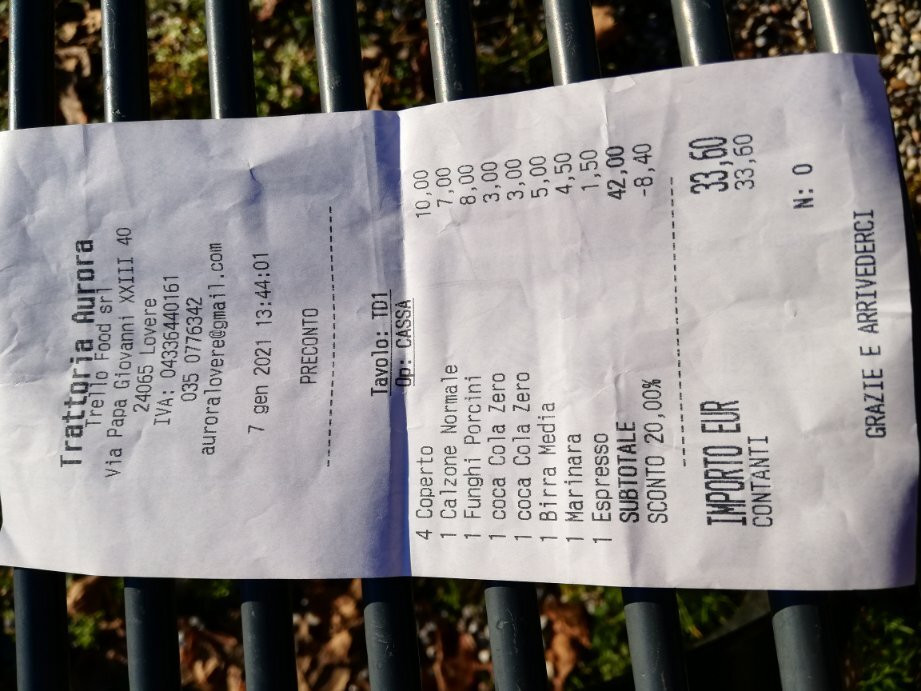 Trattoria Aurora
Trello Food srl
Via Papa Giovanni XXIII 40
24065 Lovere
IVA: 04336440161
035 0776342
auroralovere@gmail.com
7 gen 2021 13:44:01
PRECONTO
Tavolo: TD1
Op: CASSA
4 Coperto 10,00
1 Calzone Normale 7,00
1 Funghi Porcini 8,00
1 coca Cola Zero 3,00
1 coca Cola Zero 3,00
1 Birra Media 5,00
1 Marinara 4,50
1 Espresso 1,50
SUBTOTALE 42,00
SCONTO 20,00% -8,40
IMPORTO EUR 33,60
CONTANTI 33,60
N: 0
GRAZIE E ARRIVEDERCI